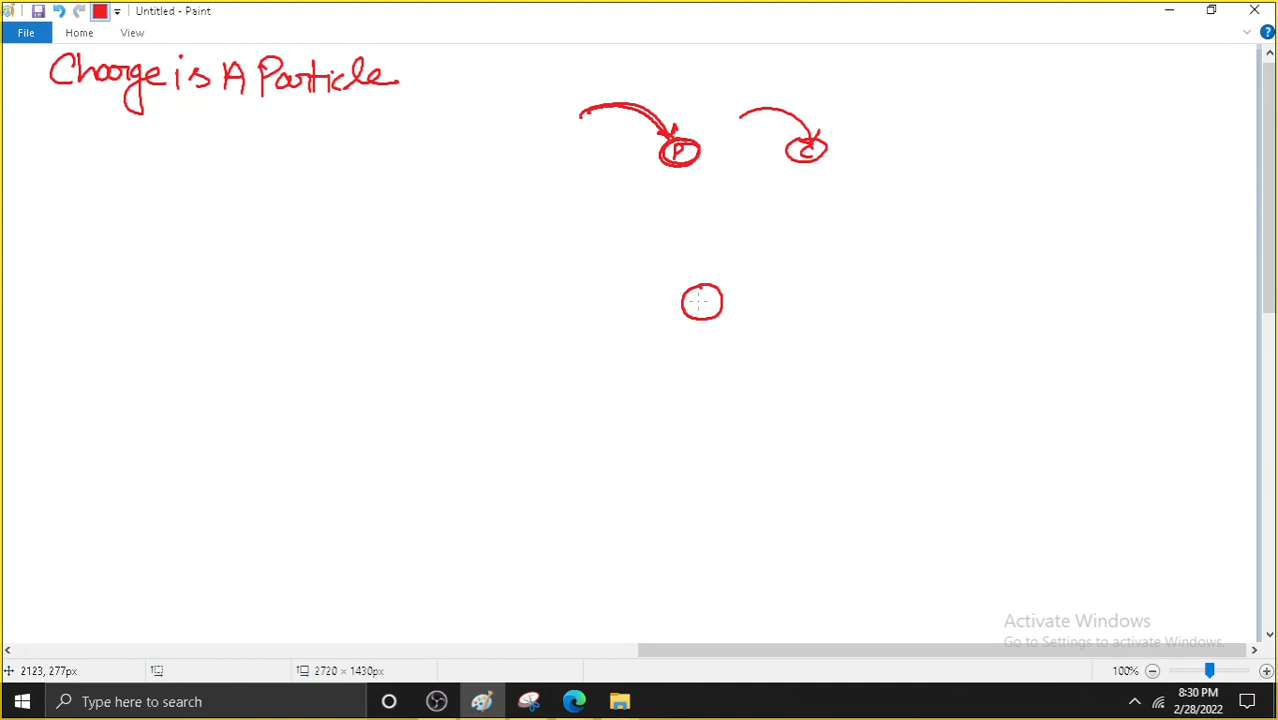 Untitled - Paint
File Home View
Charge is A Particle
P C
Activate Windows
Go to Settings to activate Windows.
2123, 277px 2720 × 1430px 100%
Type here to search
8:30 PM
2/28/2022